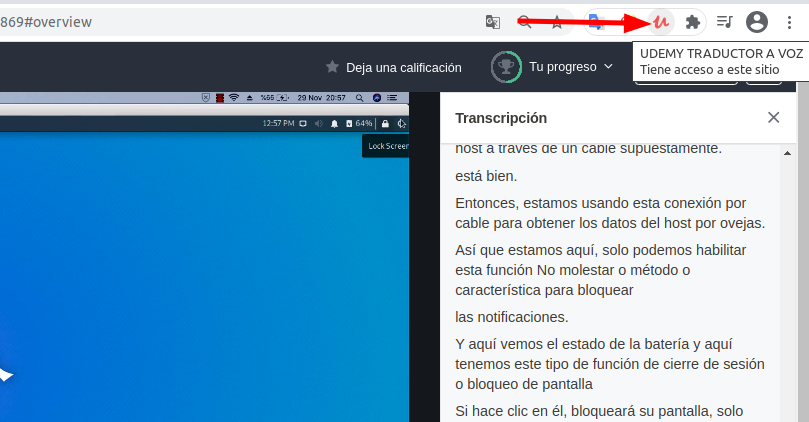 869#overview
UDEMY TRADUCTOR A VOZ
Tiene acceso a este sitio
Deja una calificación
Tu progreso
%65
29 Nov 20:57
12:57 PM
64%
Lock Screen
Transcripción
host a través de un cable supuestamente.
está bien.
Entonces, estamos usando esta conexión por
cable para obtener los datos del host por ovejas.
Así que estamos aquí, solo podemos habilitar
esta función No molestar o método o
característica para bloquear
las notificaciones.
Y aquí vemos el estado de la batería y aquí
tenemos este tipo de función de cierre de sesión
o bloqueo de pantalla
Si hace clic en él, bloqueará su pantalla, solo